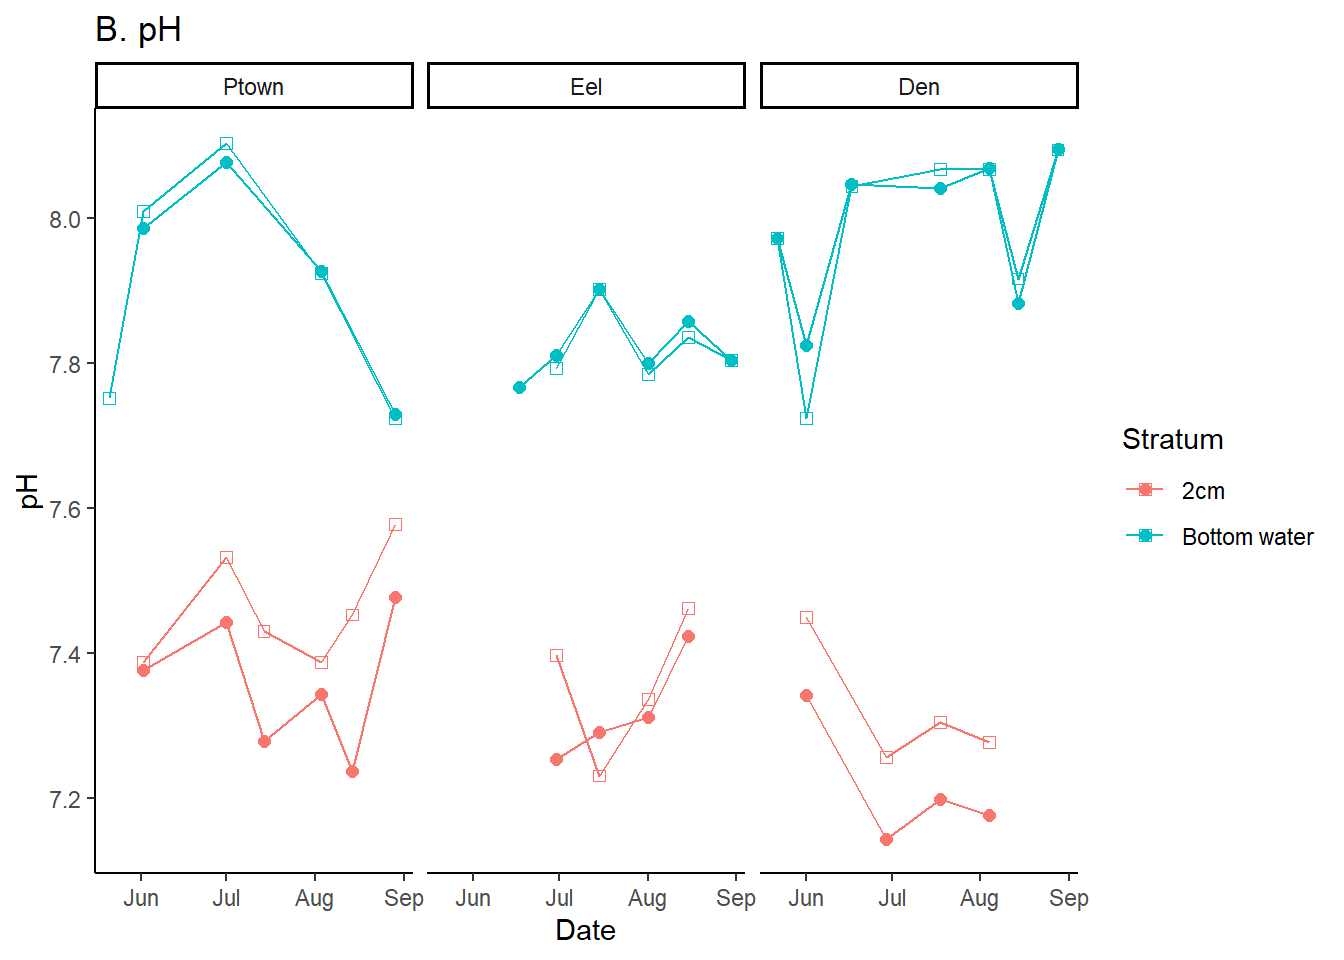 B. pH
Ptown
Eel
Den
pH
8.0
7.8
7.6
7.4
7.2
Jun
Jul
Aug
Sep
Jun
Jul
Aug
Sep
Jun
Jul
Aug
Sep
Date
Stratum
2cm
Bottom water